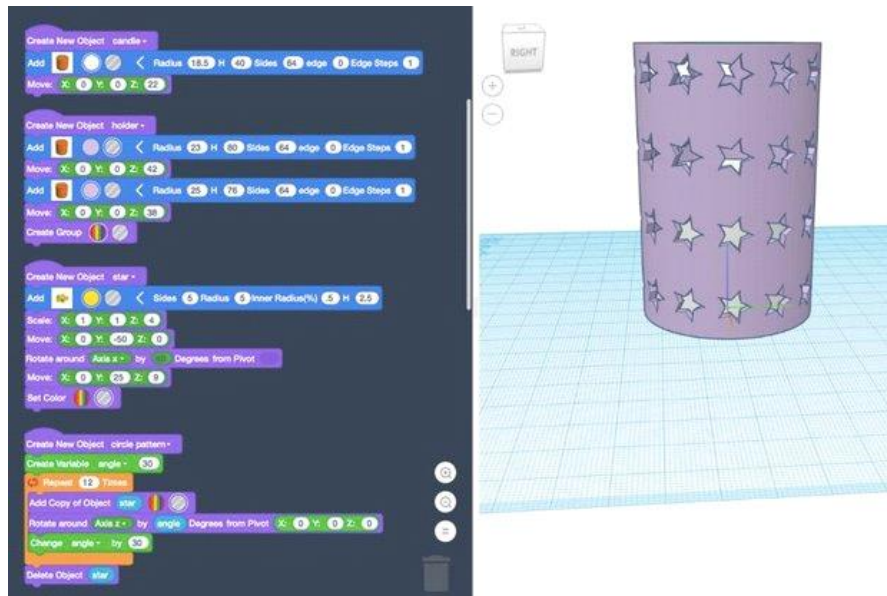 Create New Object candle
Add Radius 18.5 H 40 Sides 64 edge 0 Edge Steps 1
Move: X: 0 Y: 0 Z: 22
Create New Object holder
Add Radius 23 H 80 Sides 64 edge 0 Edge Steps 1
Move: X: 0 Y: 0 Z: 42
Add Radius 25 H 76 Sides 64 edge 0 Edge Steps 1
Move: X: 0 Y: 0 Z: 38
Create Group
Create New Object star
Add Sides 5 Radius 5 Inner Radius(%) .5 H 2.5
Scale: X: 1 Y: 1 Z: 4
Move: X: 0 Y: -50 Z: 0
Rotate around Axis x by Degrees from Pivot
Move: X: 0 Y: 25 Z: 9
Set Color
Create New Object circle pattern
Create Variable angle 30
Repeat 12 Times
Add Copy of Object star
Rotate around Axis z by angle Degrees from Pivot X: 0 Y: 0 Z: 0
Change angle by 30
Delete Object star
RIGHT